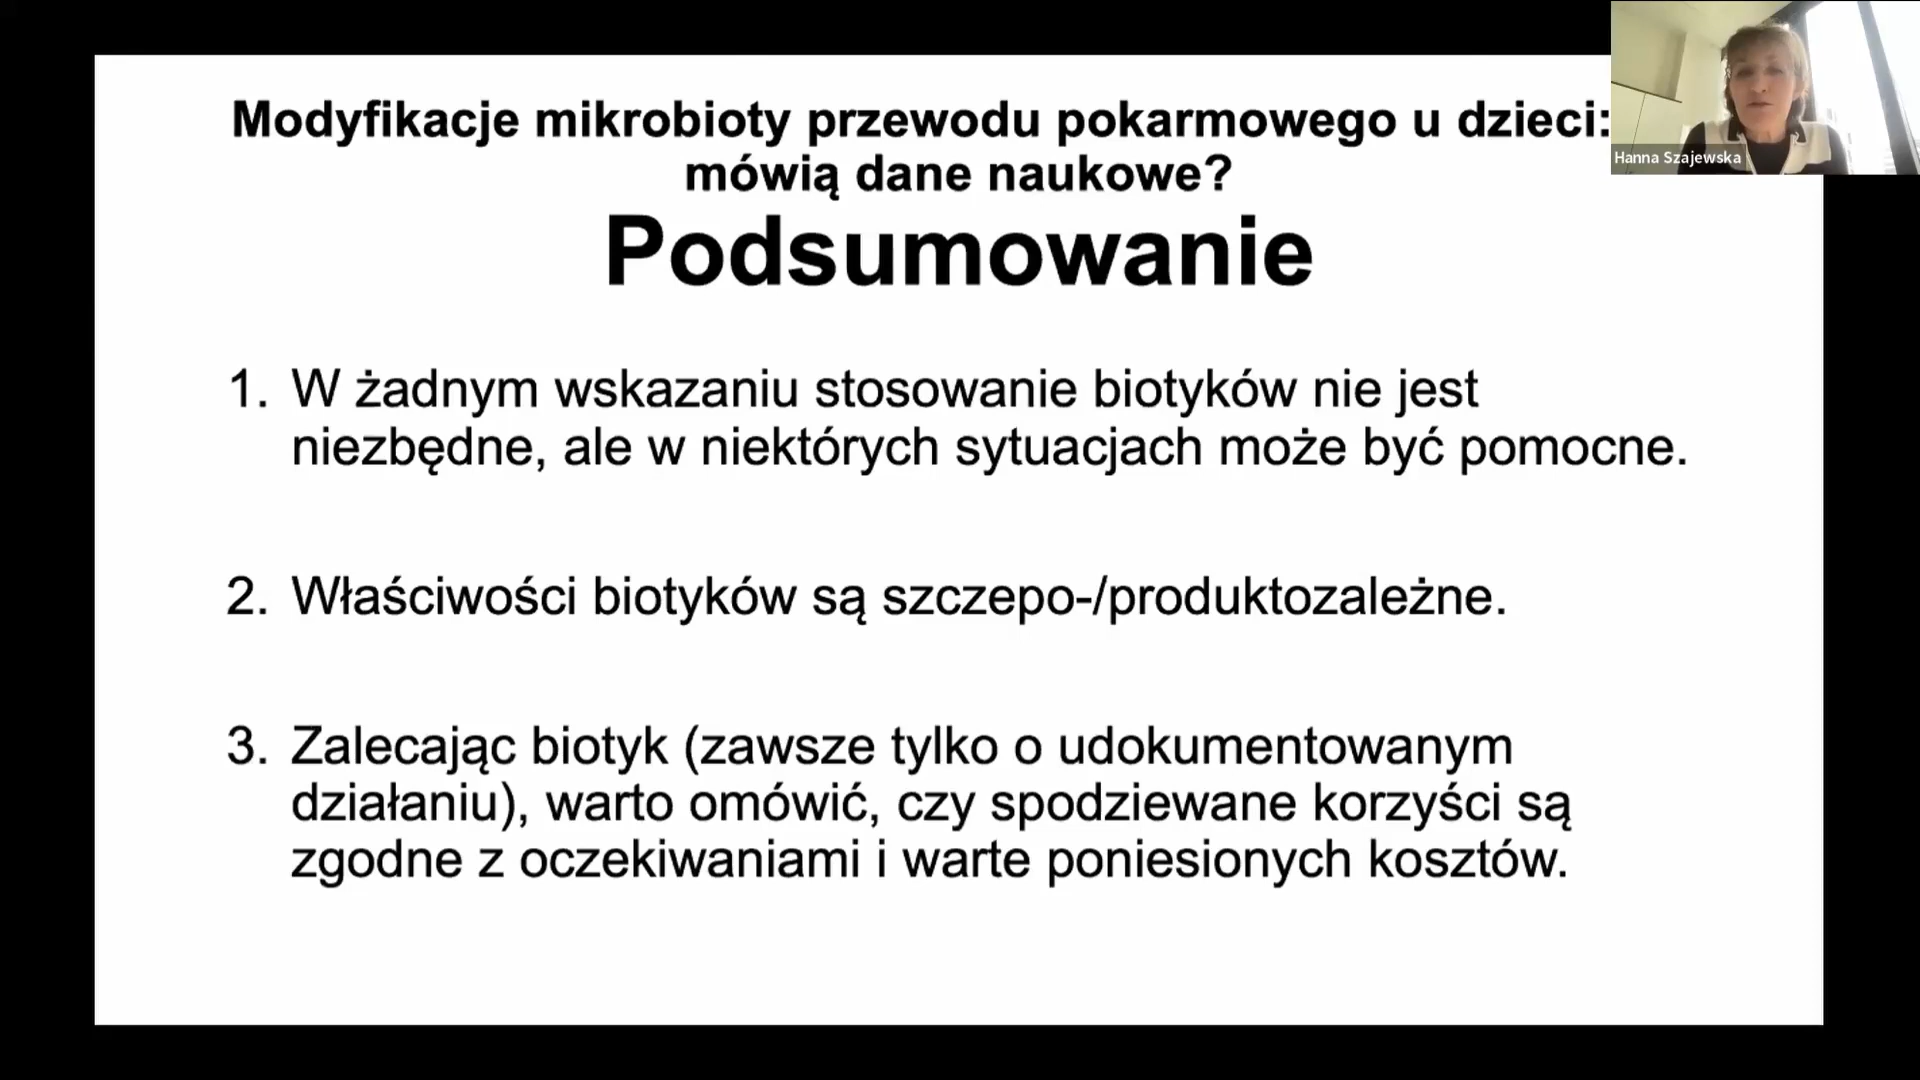 Modyfikacje mikrobioty przewodu pokarmowego u dzieci:
mówią dane naukowe?
Podsumowanie
Hanna Szajewska
1. W żadnym wskazaniu stosowanie biotyków nie jest
niezbędne, ale w niektórych sytuacjach może być pomocne.
2. Właściwości biotyków są szczepo-/produktozależne.
3. Zalecając biotyk (zawsze tylko o udokumentowanym
działaniu), warto omówić, czy spodziewane korzyści są
zgodne z oczekiwaniami i warte poniesionych kosztów.